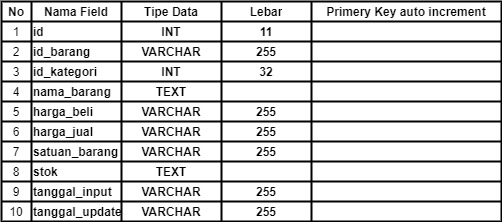 No Nama Field Tipe Data Lebar Primery Key auto increment
1 id INT 11
2 id_barang VARCHAR 255
3 id_kategori INT 32
4 nama_barang TEXT
5 harga_beli VARCHAR 255
6 harga_jual VARCHAR 255
7 satuan_barang VARCHAR 255
8 stok TEXT
9 tanggal_input VARCHAR 255
10 tanggal_update VARCHAR 255